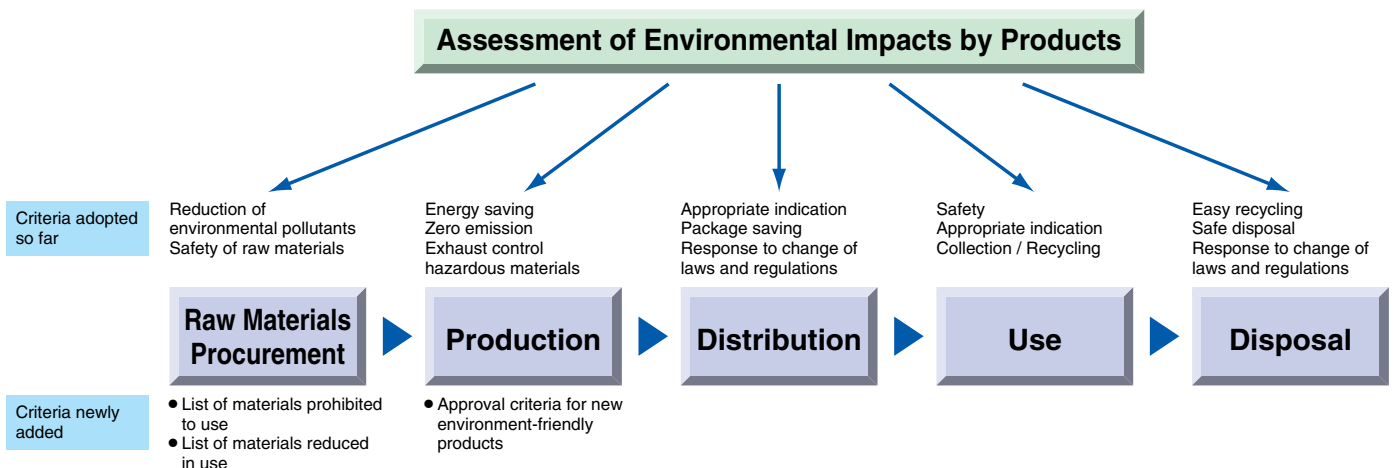 Assessment of Environmental Impacts by Products
Criteria adopted
so far
Reduction of
environmental pollutants
Safety of raw materials
Energy saving
Zero emission
Exhaust control
hazardous materials
Appropriate indication
Package saving
Response to change of
laws and regulations
Safety
Appropriate indication
Collection / Recycling
Easy recycling
Safe disposal
Response to change of
laws and regulations
Raw Materials
Procurement
Production
Distribution
Use
Disposal
Criteria newly
added
● List of materials prohibited
to use
● List of materials reduced
in use
● Approval criteria for new
environment-friendly
products